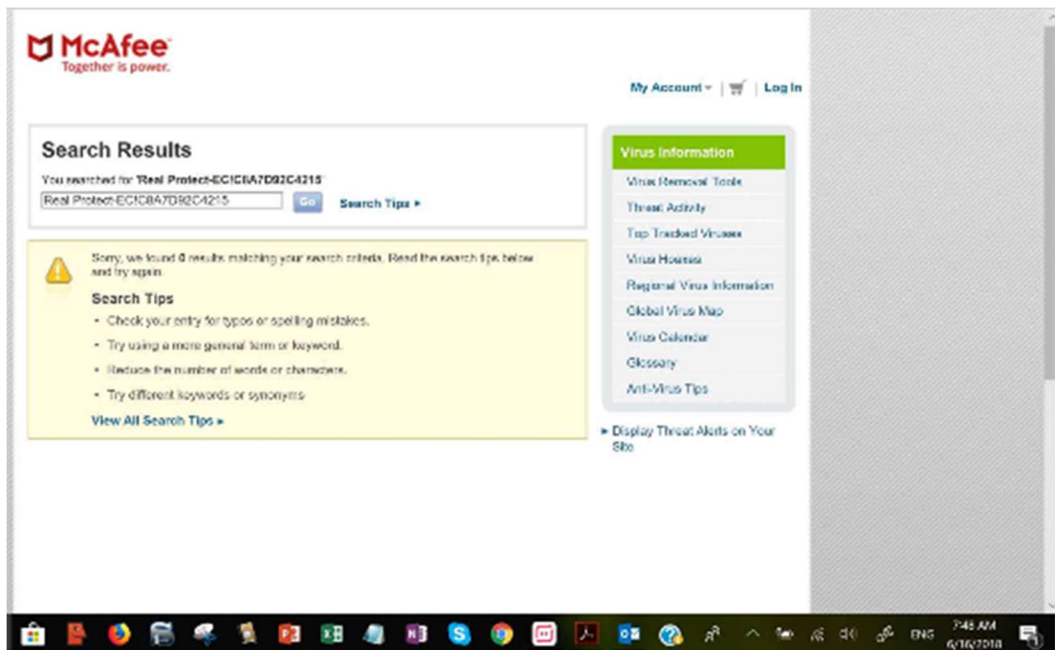 McAfee
Together is power.
My Account | Log In
Search Results
You searched for 'Real Protect-EC!C8A7D92C4215'
Real Protect-EC!C8A7D92C4215
Go
Search Tips
Sorry, we found 0 results matching your search criteria. Read the search tips below
and try again.
Search Tips
• Check your entry for typos or spelling mistakes.
• Try using a more general term or keyword.
• Reduce the number of words or characters.
• Try different keywords or synonyms
View All Search Tips
Virus Information
Virus Removal Tools
Threat Activity
Top Tracked Viruses
Virus Hoaxes
Regional Virus Information
Global Virus Map
Virus Calendar
Glossary
Anti-Virus Tips
Display Threat Alerts on Your
Site
ENG
7:48 AM
6/16/2018